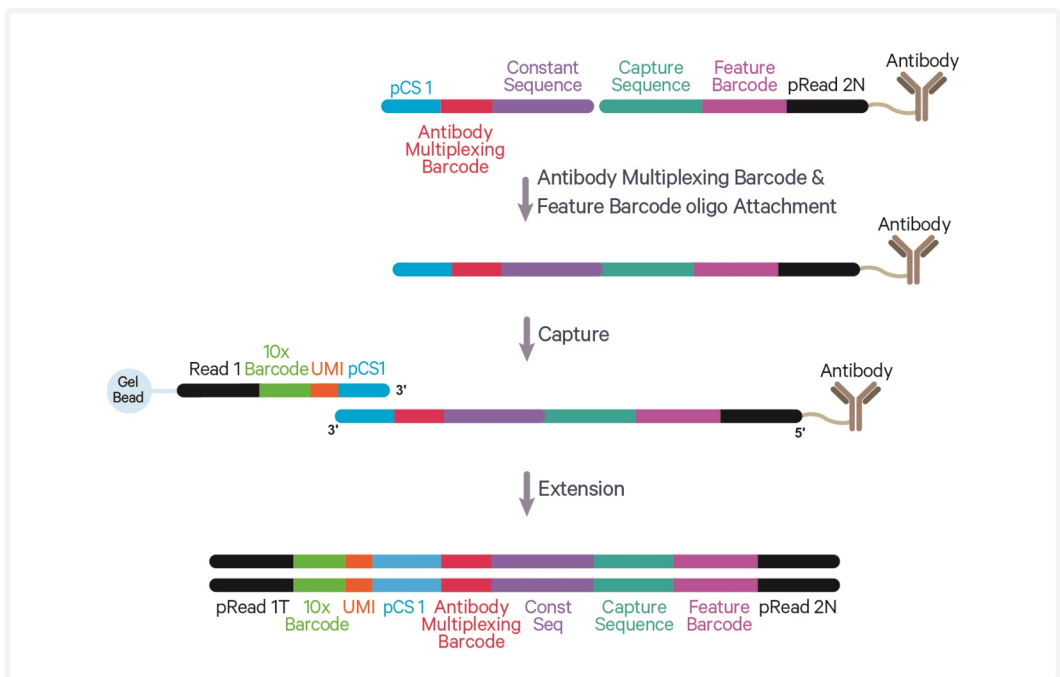 Antibody
Constant
Sequence
Capture
Sequence
Feature
Barcode
pCS 1
pRead 2N
Antibody
Multiplexing
Barcode
Antibody Multiplexing Barcode &
Feature Barcode oligo Attachment
Antibody
Capture
10x
Barcode
Read 1
UMI
pCS1
Gel
Bead
3'
Antibody
3'
5'
Extension
pRead 1T
10x
Barcode
UMI
pCS 1
Antibody
Multiplexing
Barcode
Const
Seq
Capture
Sequence
Feature
Barcode
pRead 2N